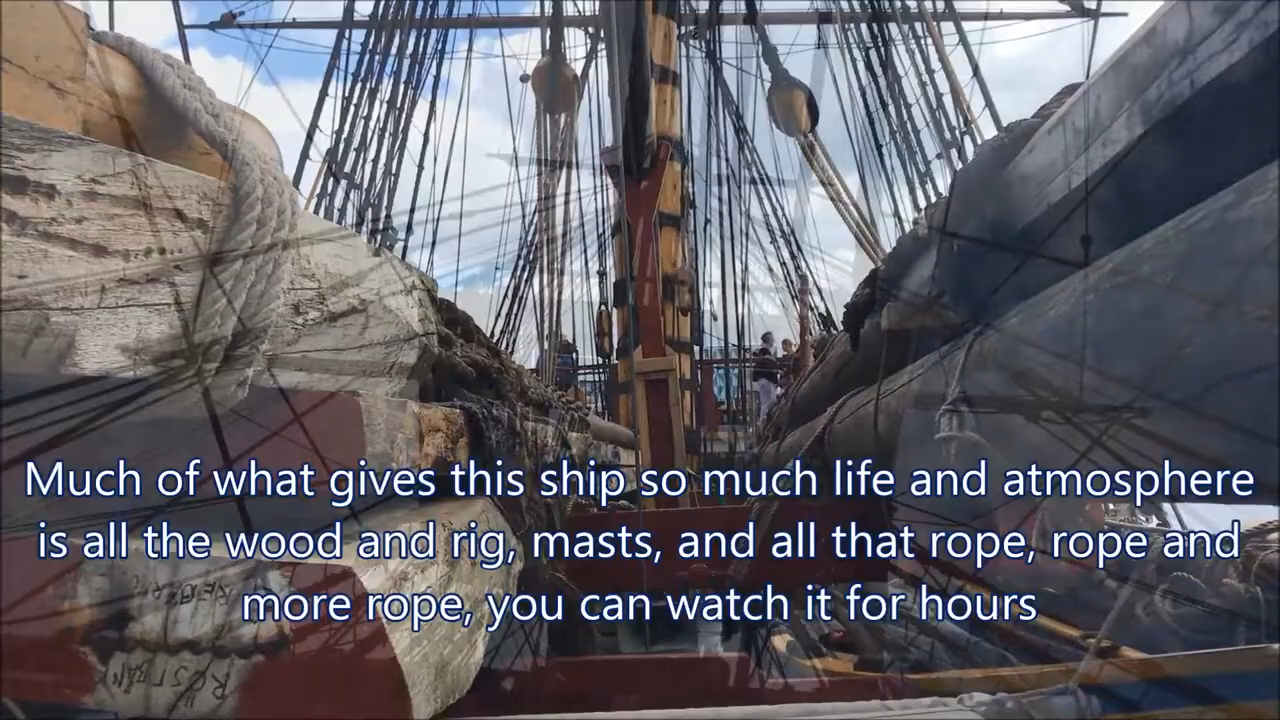 Much of what gives this ship so much life and atmosphere
is all the wood and rig, masts, and all that rope, rope and
more rope, you can watch it for hours